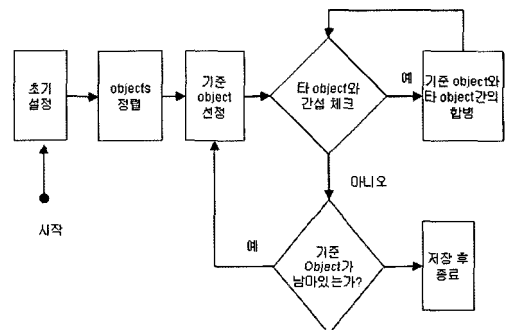 초기
설정
objects
정렬
기준
object
선정
타 object와
간섭 체크
예
기준 object와
타 object간의
합병
아니오
시작
예
기준
Object가
남아있는가?
저장 후
종료